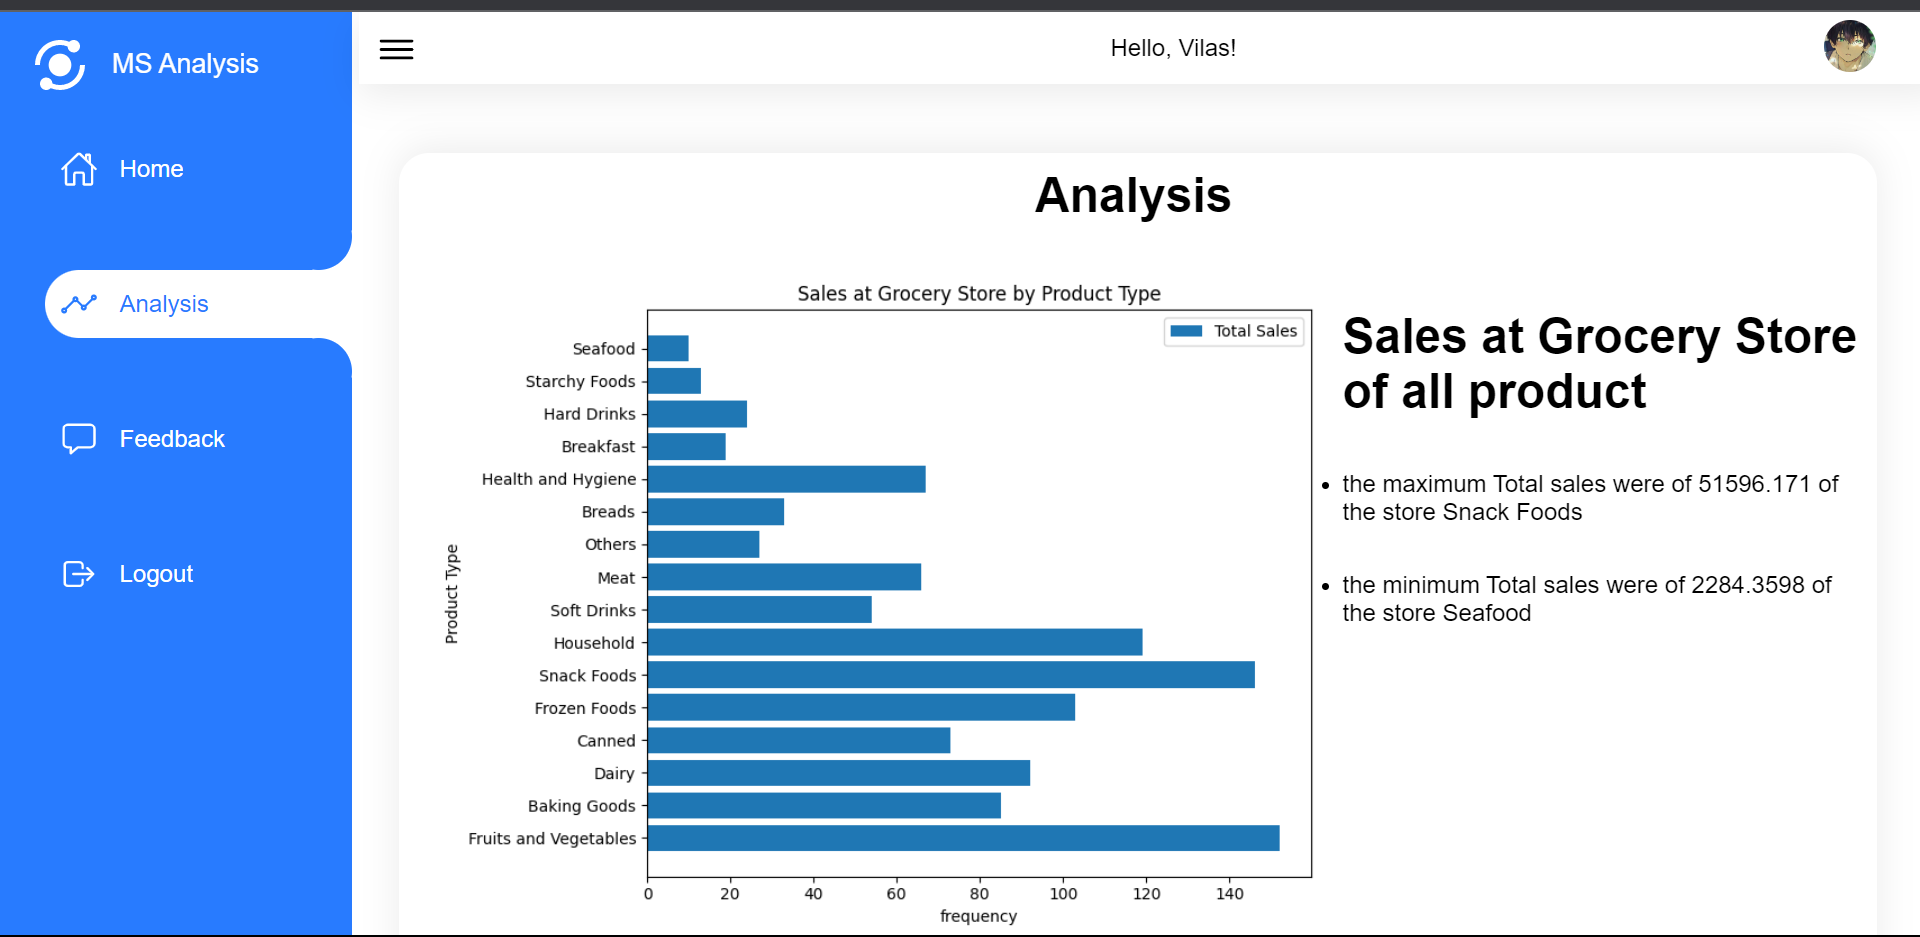 MS Analysis
Hello, Vilas!
Home
Analysis
Feedback
Logout
Analysis
Sales at Grocery Store by Product Type
Total Sales
Seafood
Starchy Foods
Hard Drinks
Breakfast
Health and Hygiene
Breads
Others
Meat
Soft Drinks
Household
Snack Foods
Frozen Foods
Canned
Dairy
Baking Goods
Fruits and Vegetables
Product Type
0 20 40 60 80 100 120 140
frequency
Sales at Grocery Store
of all product
• the maximum Total sales were of 51596.171 of
the store Snack Foods
• the minimum Total sales were of 2284.3598 of
the store Seafood